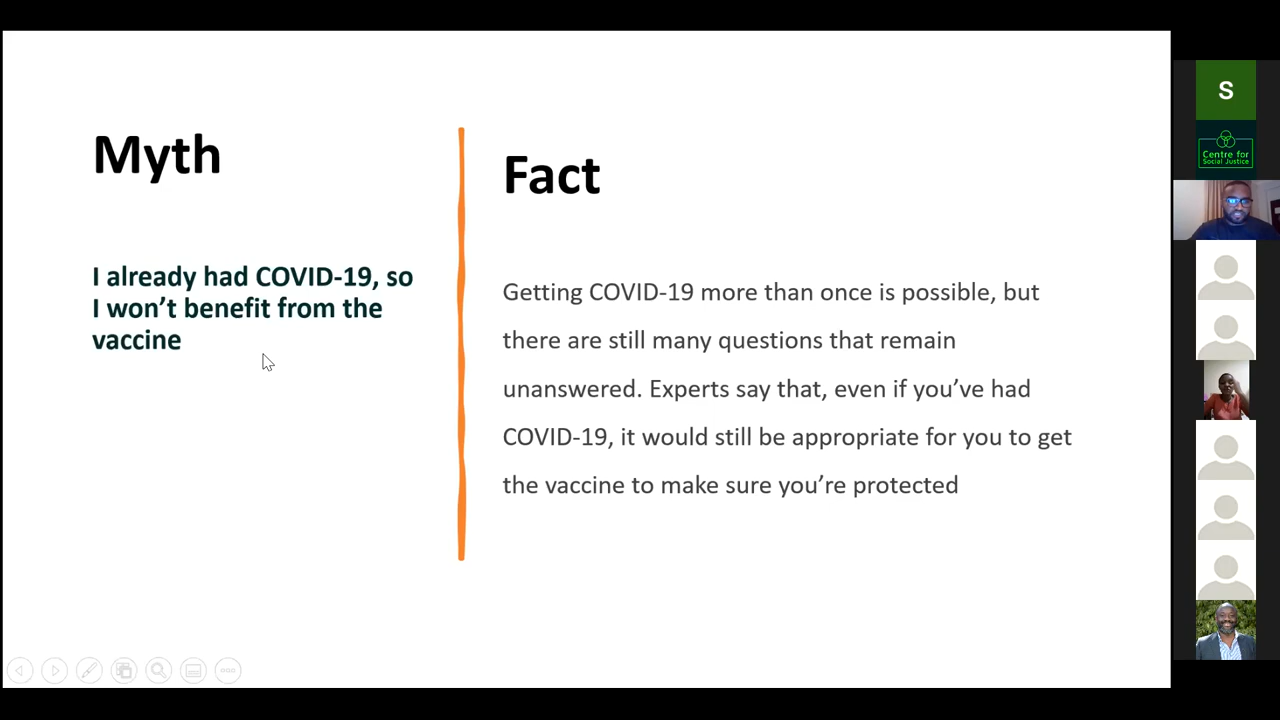 Myth
I already had COVID-19, so
I won’t benefit from the
vaccine
Fact
Getting COVID-19 more than once is possible, but
there are still many questions that remain
unanswered. Experts say that, even if you’ve had
COVID-19, it would still be appropriate for you to get
the vaccine to make sure you’re protected
S
Centre for
Social Justice